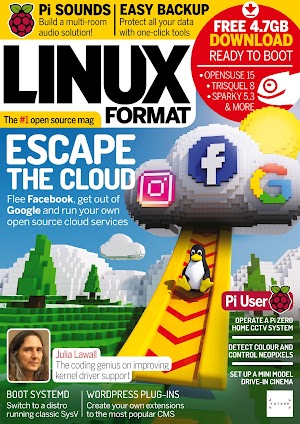 Pi SOUNDS
Build a multi-room
audio solution!
EASY BACKUP
Protect all your data
with one-click tools
FREE 4.7GB
DOWNLOAD
READY TO BOOT
• OPENSUSE 15
• TRISQUEL 8
• SPARKY 5.3
& MORE
LINUX
FORMAT
The #1 open source mag
ESCAPE
THE CLOUD
Flee Facebook, get out of
Google and run your own
open source cloud services
f
G
Pi User
OPERATE A PI ZERO
HOME CCTV SYSTEM
DETECT COLOUR AND
CONTROL NEOPIXELS
SET UP A MINI MODEL
DRIVE-IN CINEMA
Julia Lawall
The coding genius on improving
kernel driver support
BOOT SYSTEMD
Switch to a distro
running classic SysV
WORDPRESS PLUG-INS
Create your own extensions
to the most popular CMS
FUTURE